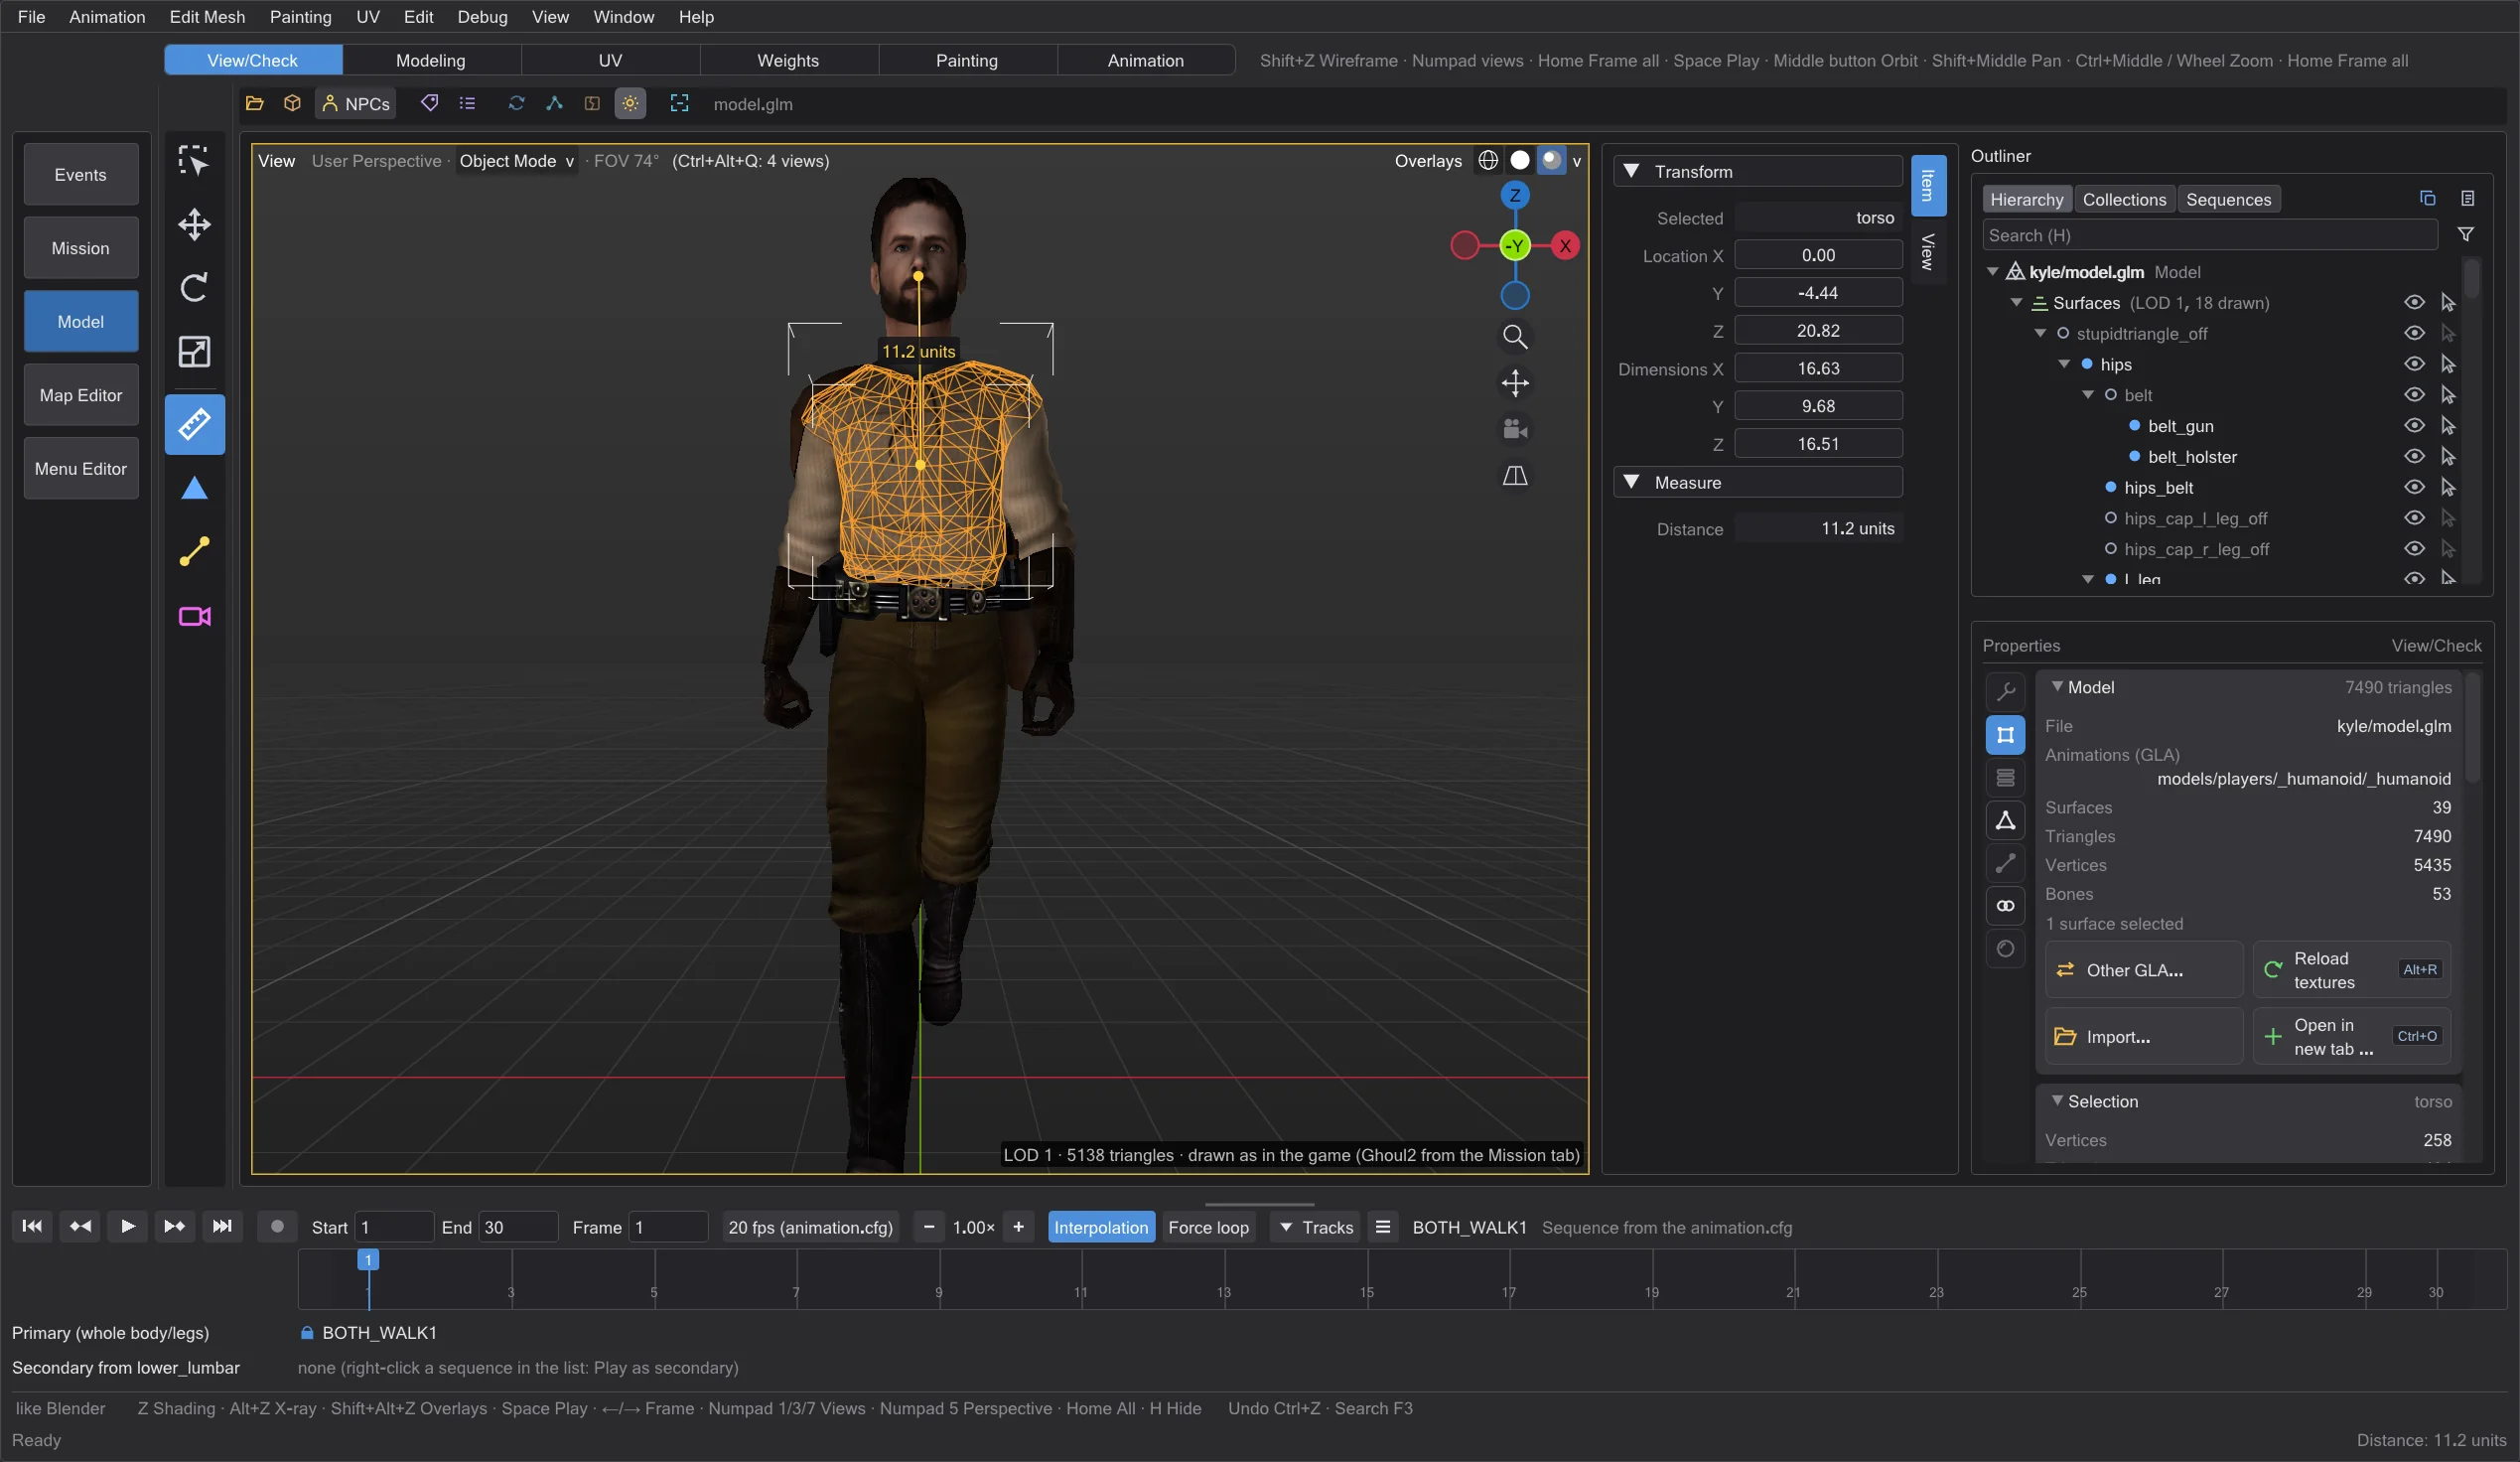 File Animation Edit Mesh Painting UV Edit Debug View Window Help
View/Check Modeling UV Weights Painting Animation Shift+Z Wireframe · Numpad views · Home Frame all · Space Play · Middle button Orbit · Shift+Middle Pan · Ctrl+Middle / Wheel Zoom · Home Frame all
NPCs model.glm
Events
Mission
Model
Map Editor
Menu Editor
View User Perspective · Object Mode v · FOV 74° (Ctrl+Alt+Q: 4 views) Overlays v
Z
-Y X
11.2 units
LOD 1 · 5138 triangles · drawn as in the game (Ghoul2 from the Mission tab)
Transform
Selected torso
Location X 0.00
Y -4.44
Z 20.82
Dimensions X 16.63
Y 9.68
Z 16.51
Measure
Distance 11.2 units
Item
View
Outliner
Hierarchy Collections Sequences
Search (H)
kyle/model.glm Model
Surfaces (LOD 1, 18 drawn)
stupidtriangle_off
hips
belt
belt_gun
belt_holster
hips_belt
hips_cap_l_leg_off
hips_cap_r_leg_off
l_leg
Properties View/Check
Model 7490 triangles
File kyle/model.glm
Animations (GLA)
models/players/_humanoid/_humanoid
Surfaces 39
Triangles 7490
Vertices 5435
Bones 53
1 surface selected
Other GLA... Reload textures Alt+R
Import... Open in new tab ... Ctrl+O
Selection torso
Vertices 258
Start 1 End 30 Frame 1 20 fps (animation.cfg) − 1.00× + Interpolation Force loop Tracks BOTH_WALK1 Sequence from the animation.cfg
1
1 3 5 7 9 11 13 15 17 19 21 23 25 27 29 30
Primary (whole body/legs) BOTH_WALK1
Secondary from lower_lumbar none (right-click a sequence in the list: Play as secondary)
like Blender Z Shading · Alt+Z X-ray · Shift+Alt+Z Overlays · Space Play · ←/→ Frame · Numpad 1/3/7 Views · Numpad 5 Perspective · Home All · H Hide Undo Ctrl+Z · Search F3
Ready Distance: 11.2 units